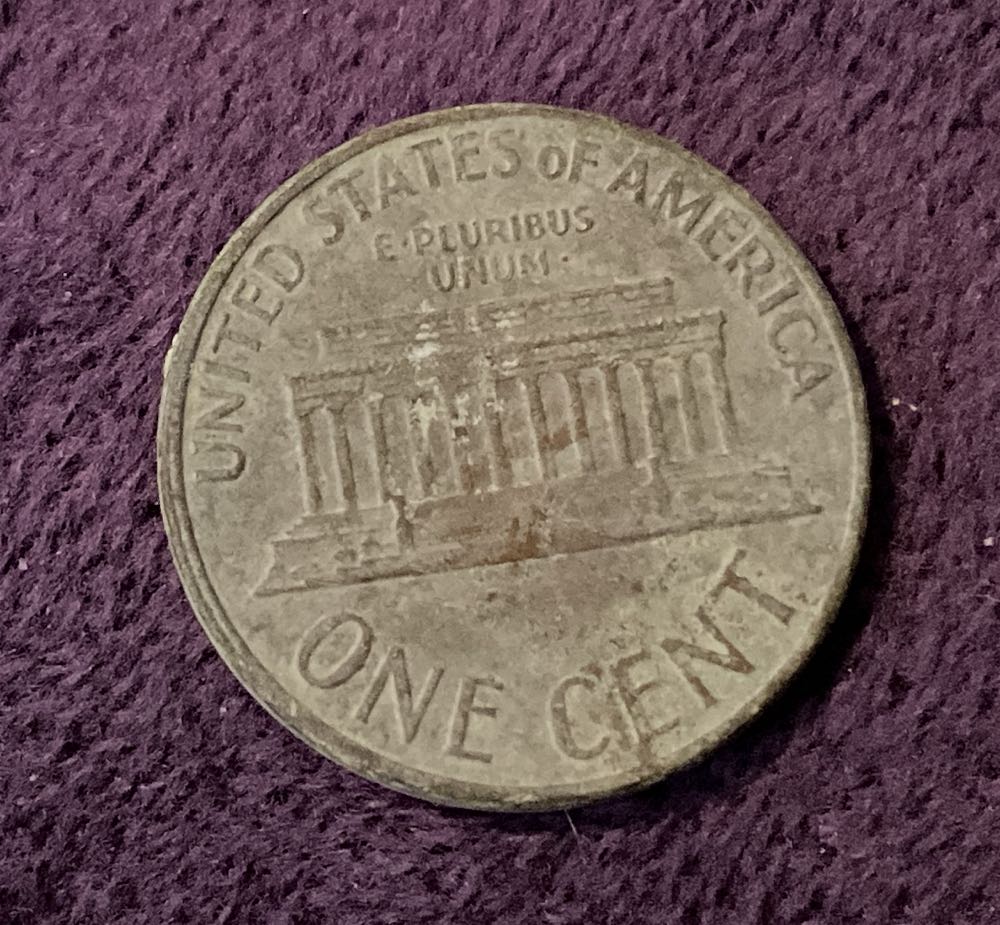 UNITED STATES OF AMERICA
E·PLURIBUS
UNUM·
ONE CENT